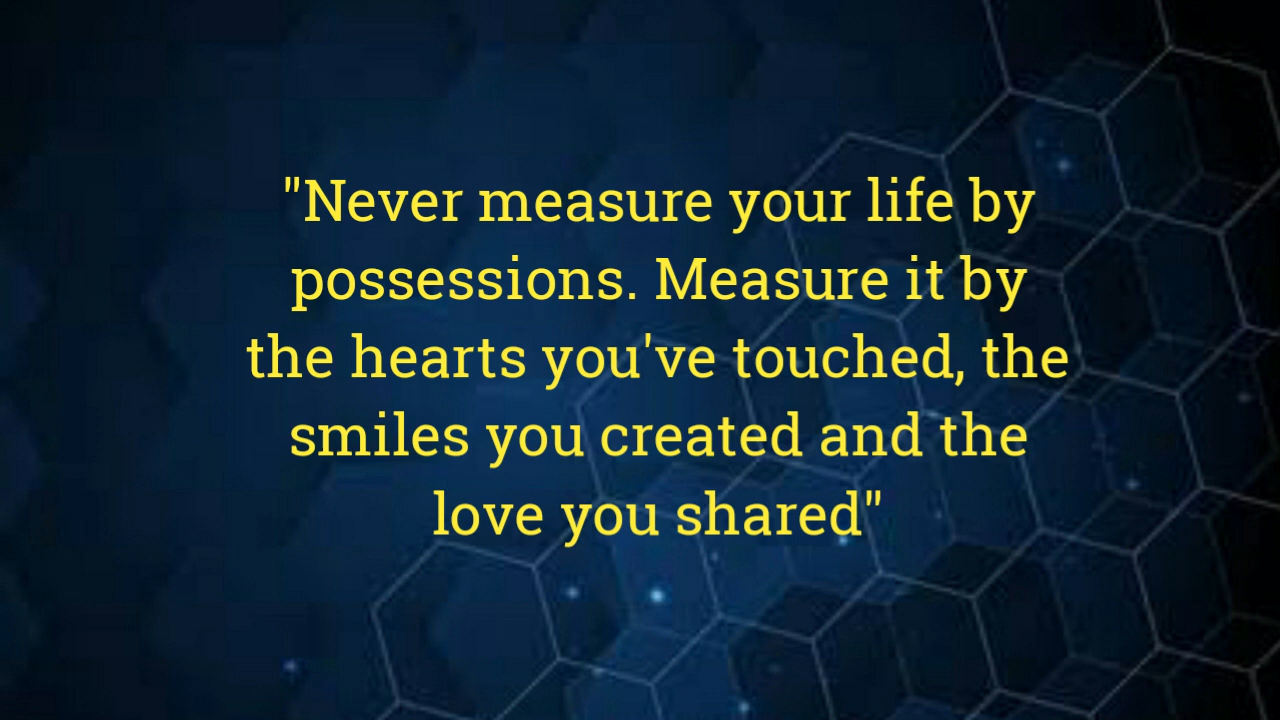 "Never measure your life by
possessions. Measure it by
the hearts you've touched, the
smiles you created and the
love you shared"